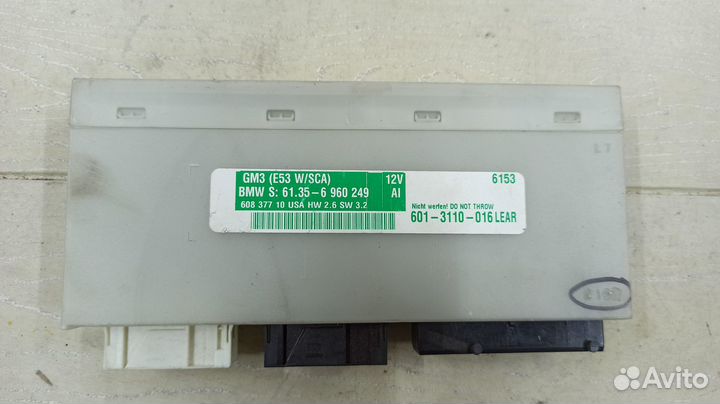 LT
GM3 (E53 W/SCA) 12V 6153
BMW S: 61.35-6 960 249 AI
Nicht werfen! DO NOT THROW
608 377 10 USA HW 2.6 SW 3.2
601-3110-016 LEAR
Avito